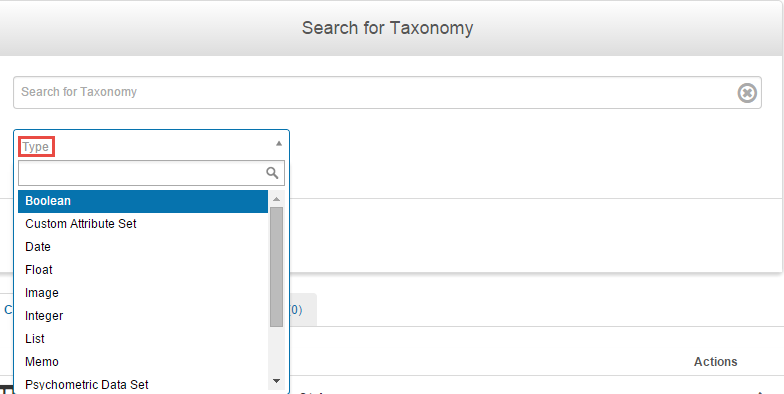 Search for Taxonomy
Search for Taxonomy
Type
Boolean
Custom Attribute Set
Date
Float
Image
Integer
C
0)
List
Memo
Actions
Psychometric Data Set